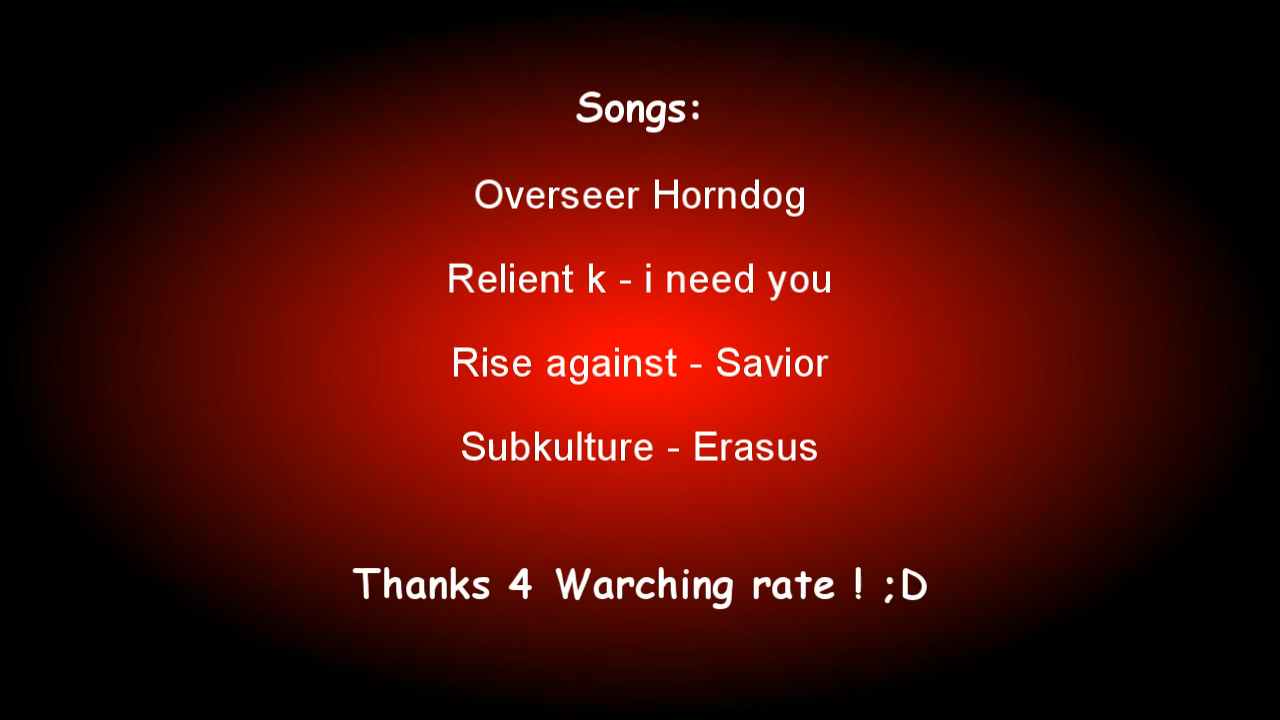 Songs:
Overseer Horndog
Relient k - i need you
Rise against - Savior
Subkulture - Erasus
Thanks 4 Warching rate ! ;D